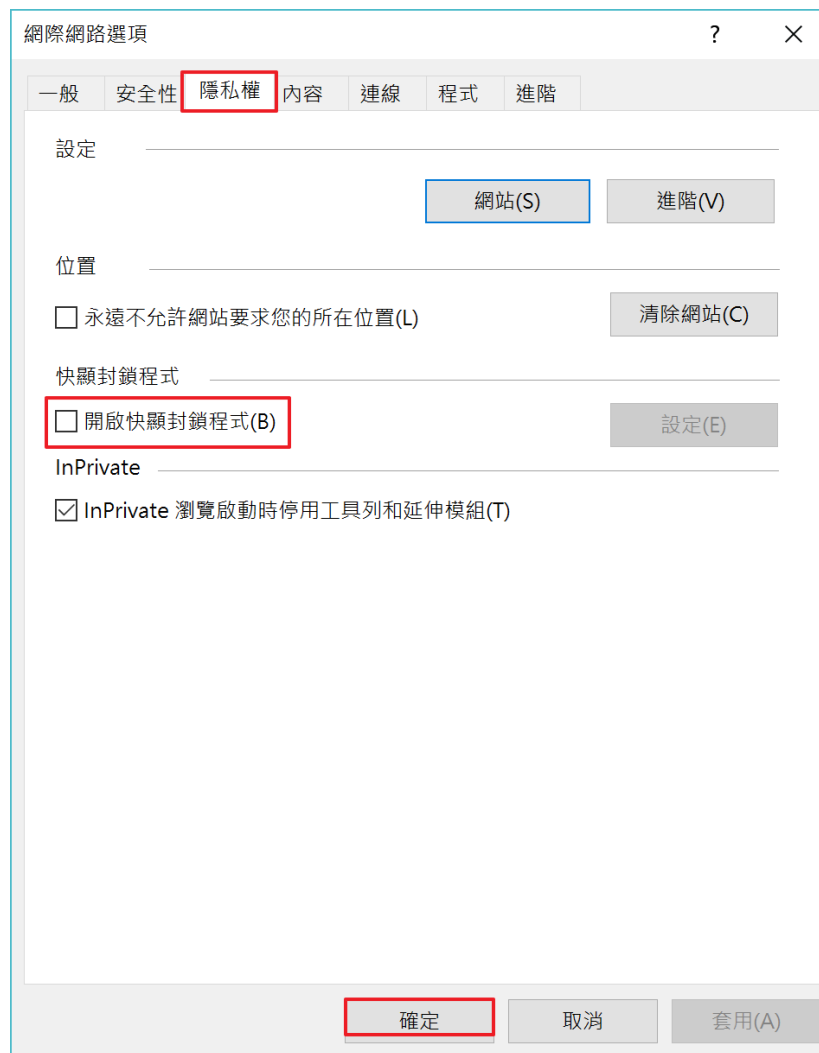 網際網路選項 ?
一般 安全性 隱私權 內容 連線 程式 進階
設定
網站(S) 進階(V)
位置
永遠不允許網站要求您的所在位置(L) 清除網站(C)
快顯封鎖程式
開啟快顯封鎖程式(B) 設定(E)
InPrivate
InPrivate 瀏覽啟動時停用工具列和延伸模組(T)
確定 取消 套用(A)